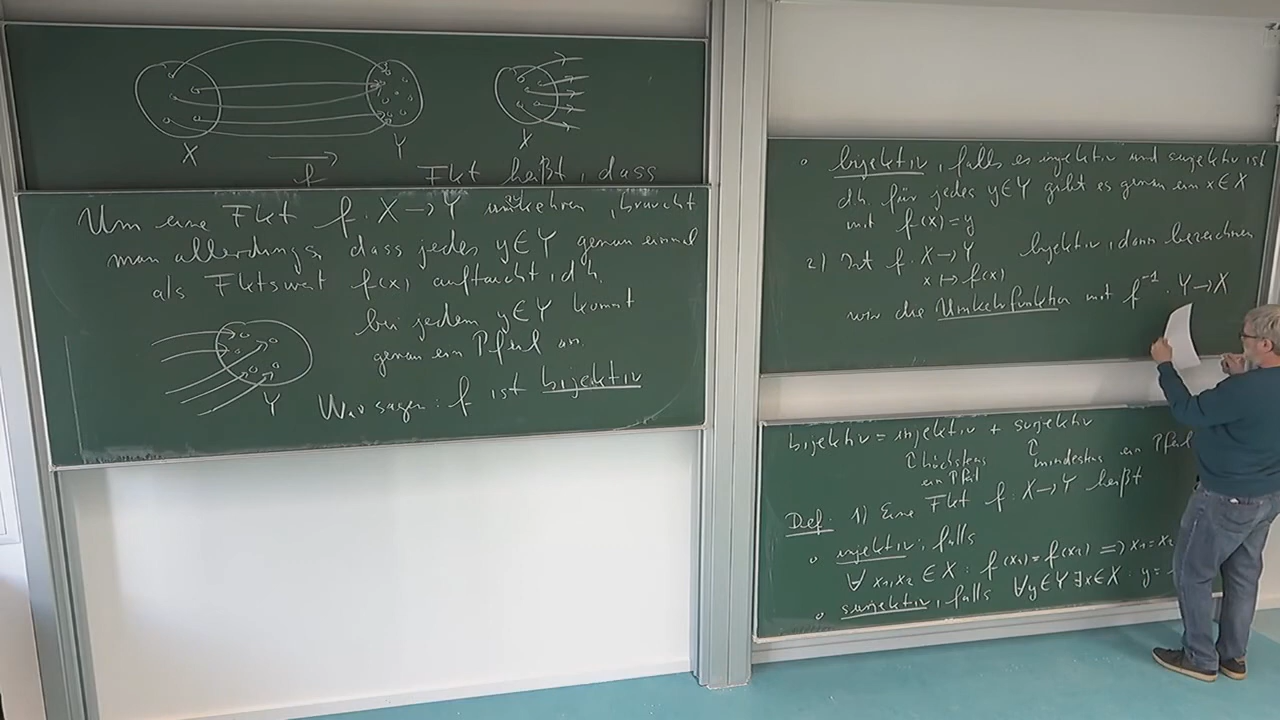 X
f
Y
X
Fkt heißt, dass
Um eine Fkt f: X → Y umkehren, braucht
man allerdings, dass jedes y ∈ Y genau einmal
als Fktswert f(x) auftaucht, d.h.
bei jedem y ∈ Y kommt
genau ein Pfeil an.
Y
Wir sagen: f ist bijektiv
bijektiv = injektiv + surjektiv
höchstens
ein Pfeil
mindestens ein Pfeil
Def: 1) Eine Fkt f: X → Y heißt
• injektiv, falls
∀ x₁,x₂ ∈ X: f(x₁) = f(x₂) ⟹ x₁ = x₂
• surjektiv, falls ∀y∈Y ∃x∈X: y =
• bijektiv, falls es injektiv und surjektiv ist
dh. für jedes y∈Y gibt es genau ein x ∈ X
mit f(x) = y
2) Ist f: X → Y bijektiv, dann bezeichnen
x ↦ f(x)
wir die Umkehrfunktion mit f⁻¹: Y → X